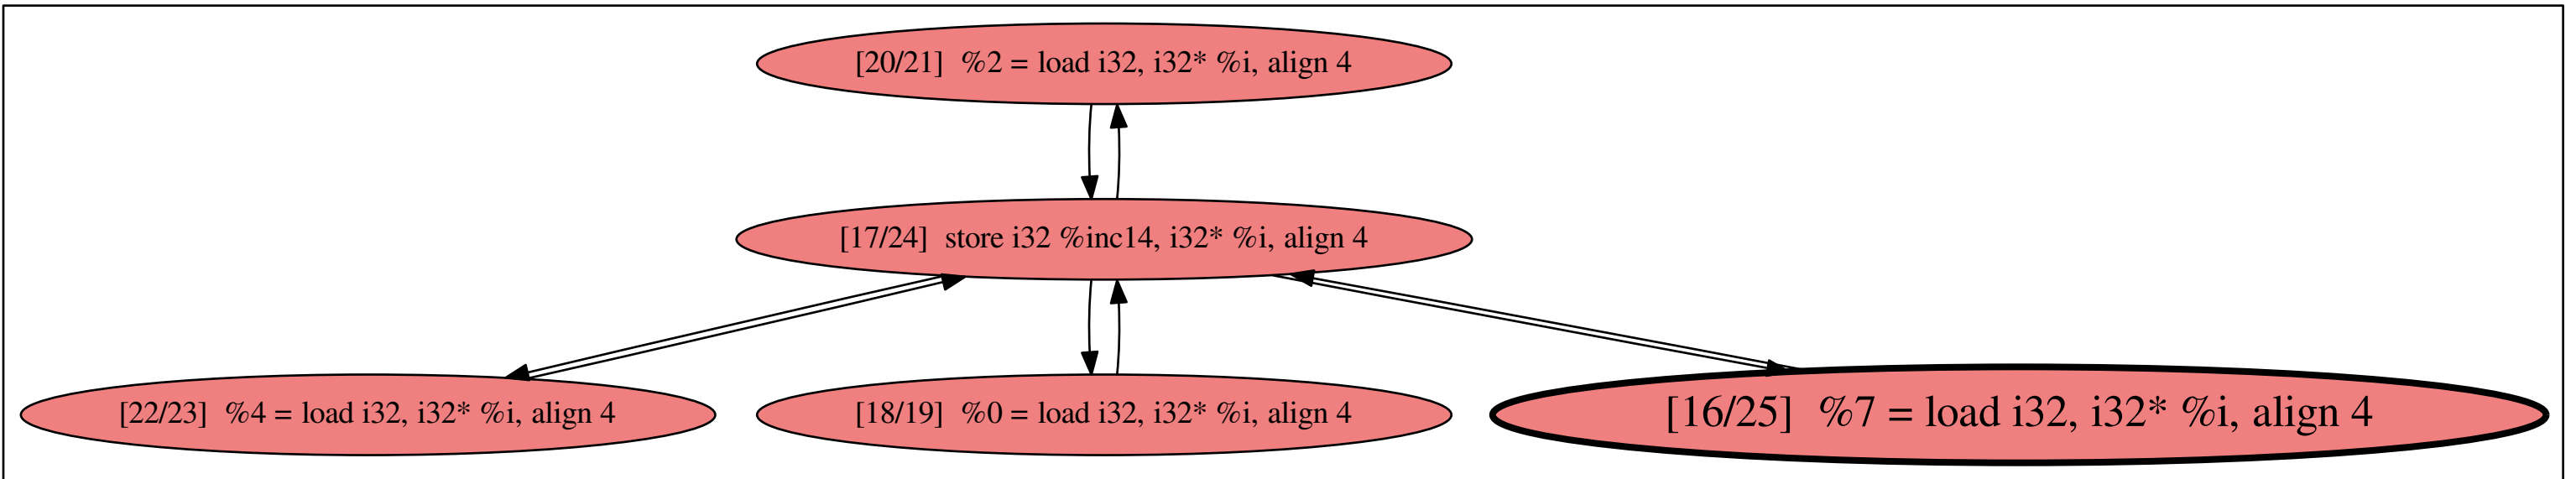 [20/21]  %2 = load i32, i32* %i, align 4
[17/24]  store i32 %inc14, i32* %i, align 4
[22/23]  %4 = load i32, i32* %i, align 4
[18/19]  %0 = load i32, i32* %i, align 4
[16/25]  %7 = load i32, i32* %i, align 4